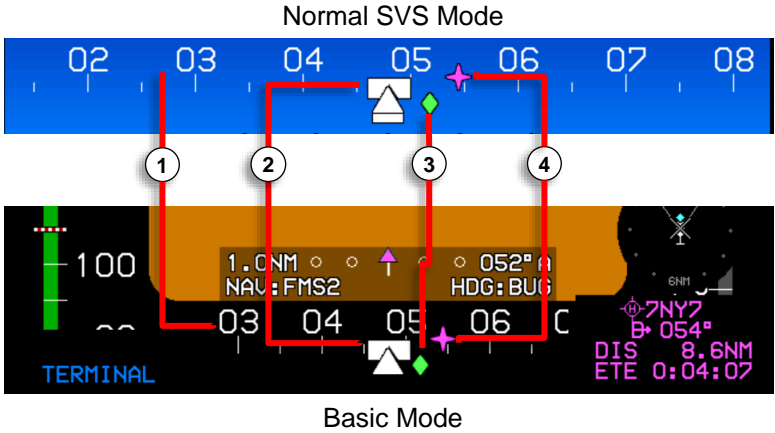 Normal SVS Mode
02 03 04 05 06 07 08
1 2 3 4
100
1.0NM 052° A
NAV:FMS2 HDG:BUG
6NM
03 04 05 06
H 7NY7
054°
DIS 8.6NM
ETE 0:04:07
TERMINAL
Basic Mode